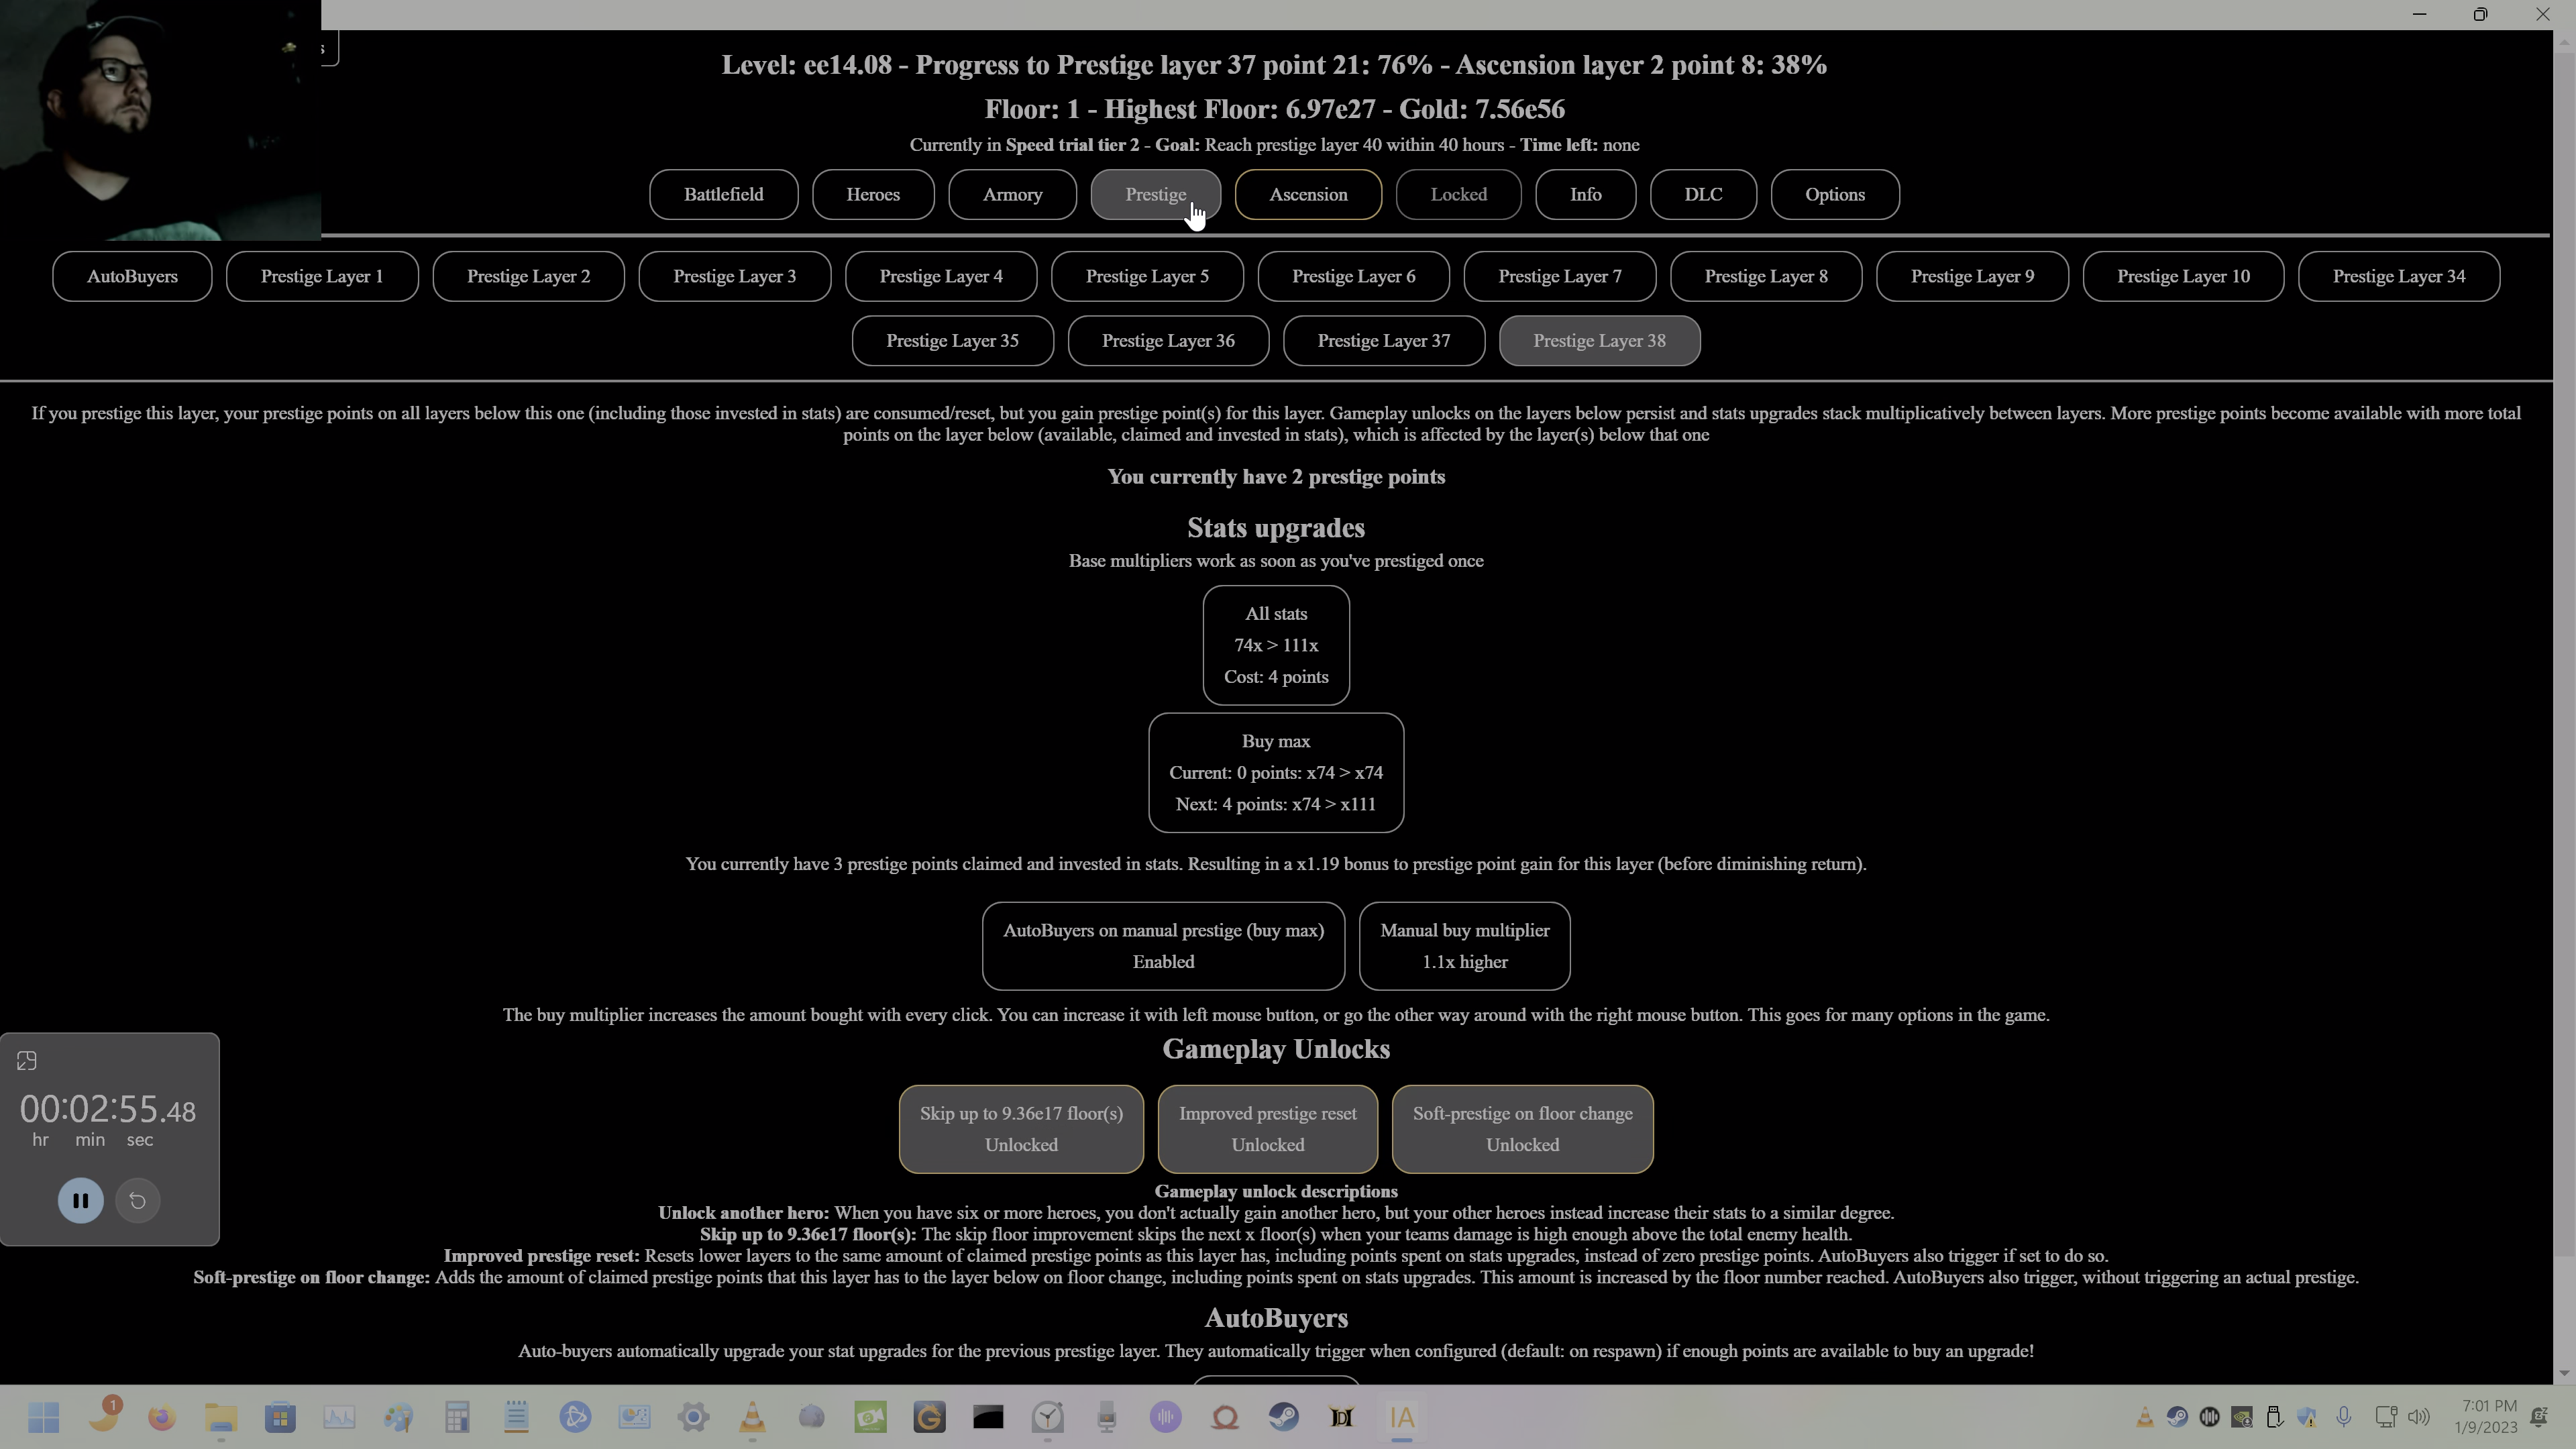 s
Level: ee14.08 - Progress to Prestige layer 37 point 21: 76% - Ascension layer 2 point 8: 38%
Floor: 1 - Highest Floor: 6.97e27 - Gold: 7.56e56
Currently in Speed trial tier 2 - Goal: Reach prestige layer 40 within 40 hours - Time left: none
Battlefield Heroes Armory Prestige Ascension Locked Info DLC Options
AutoBuyers Prestige Layer 1 Prestige Layer 2 Prestige Layer 3 Prestige Layer 4 Prestige Layer 5 Prestige Layer 6 Prestige Layer 7 Prestige Layer 8 Prestige Layer 9 Prestige Layer 10 Prestige Layer 34
Prestige Layer 35 Prestige Layer 36 Prestige Layer 37 Prestige Layer 38
If you prestige this layer, your prestige points on all layers below this one (including those invested in stats) are consumed/reset, but you gain prestige point(s) for this layer. Gameplay unlocks on the layers below persist and stats upgrades stack multiplicatively between layers. More prestige points become available with more total
points on the layer below (available, claimed and invested in stats), which is affected by the layer(s) below that one
You currently have 2 prestige points
Stats upgrades
Base multipliers work as soon as you've prestiged once
All stats
74x > 111x
Cost: 4 points
Buy max
Current: 0 points: x74 > x74
Next: 4 points: x74 > x111
You currently have 3 prestige points claimed and invested in stats. Resulting in a x1.19 bonus to prestige point gain for this layer (before diminishing return).
AutoBuyers on manual prestige (buy max) Manual buy multiplier
Enabled 1.1x higher
The buy multiplier increases the amount bought with every click. You can increase it with left mouse button, or go the other way around with the right mouse button. This goes for many options in the game.
Gameplay Unlocks
Skip up to 9.36e17 floor(s) Improved prestige reset Soft-prestige on floor change
Unlocked Unlocked Unlocked
Gameplay unlock descriptions
Unlock another hero: When you have six or more heroes, you don't actually gain another hero, but your other heroes instead increase their stats to a similar degree.
Skip up to 9.36e17 floor(s): The skip floor improvement skips the next x floor(s) when your teams damage is high enough above the total enemy health.
Improved prestige reset: Resets lower layers to the same amount of claimed prestige points as this layer has, including points spent on stats upgrades, instead of zero prestige points. AutoBuyers also trigger if set to do so.
Soft-prestige on floor change: Adds the amount of claimed prestige points that this layer has to the layer below on floor change, including points spent on stats upgrades. This amount is increased by the floor number reached. AutoBuyers also trigger, without triggering an actual prestige.
AutoBuyers
Auto-buyers automatically upgrade your stat upgrades for the previous prestige layer. They automatically trigger when configured (default: on respawn) if enough points are available to buy an upgrade!
00:02:55.48
hr min sec
1
IA
7:01 PM
1/9/2023